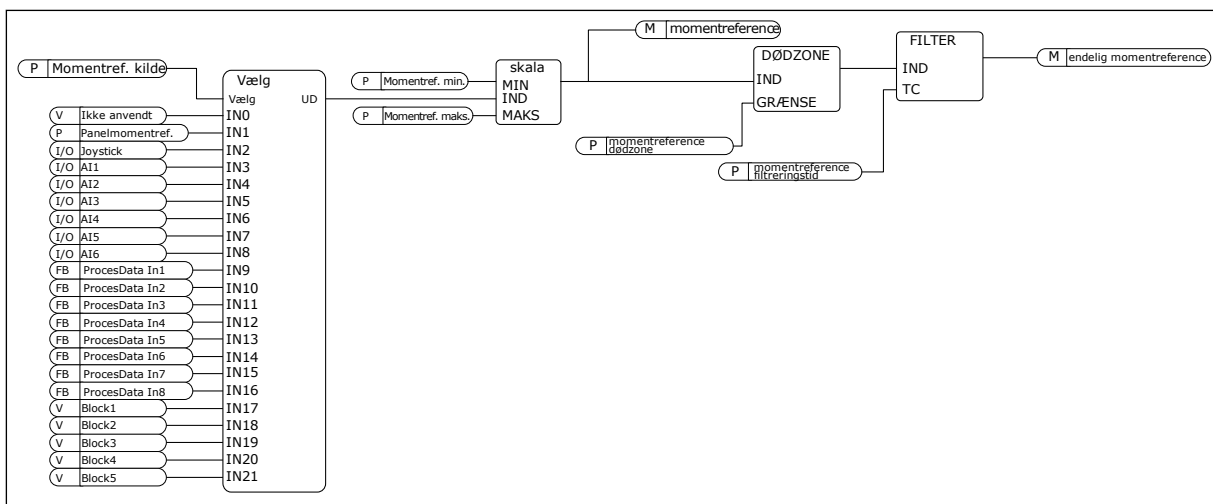 P Momentref. kilde
Vælg
Vælg UD
V Ikke anvendt IN0
P Panelmomentref. IN1
I/O Joystick IN2
I/O AI1 IN3
I/O AI2 IN4
I/O AI3 IN5
I/O AI4 IN6
I/O AI5 IN7
I/O AI6 IN8
FB ProcesData In1 IN9
FB ProcesData In2 IN10
FB ProcesData In3 IN11
FB ProcesData In4 IN12
FB ProcesData In5 IN13
FB ProcesData In6 IN14
FB ProcesData In7 IN15
FB ProcesData In8 IN16
V Block1 IN17
V Block2 IN18
V Block3 IN19
V Block4 IN20
V Block5 IN21
P Momentref. min.
P Momentref. maks.
skala
MIN
IND
MAKS
M momentreference
DØDZONE
IND
GRÆNSE
P momentreference
dødzone
FILTER
IND
TC
P momentreference
filtreringstid
M endelig momentreference